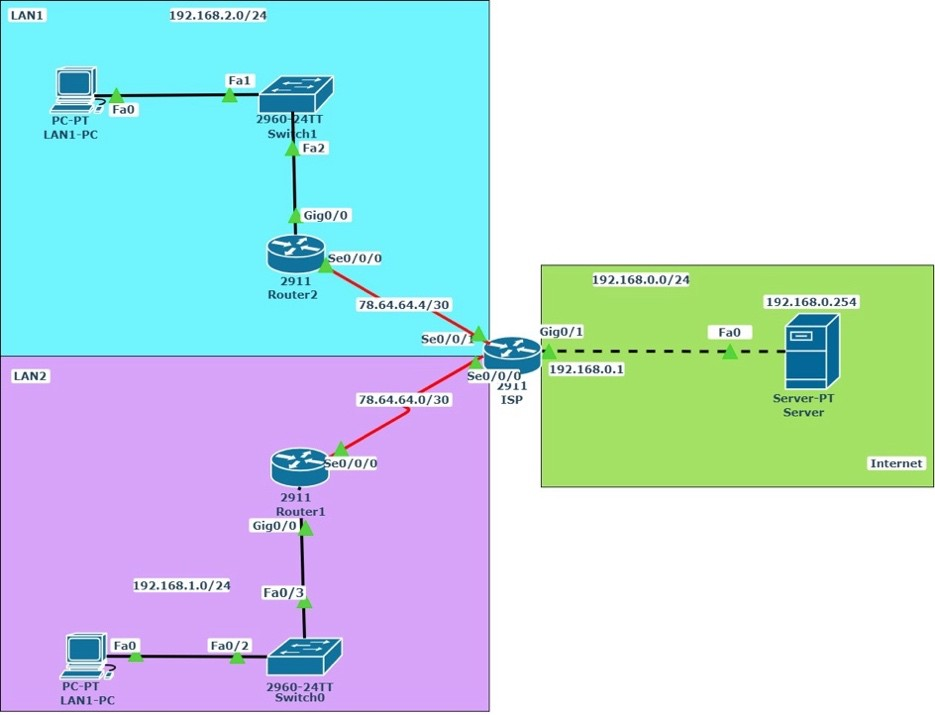 LAN1
192.168.2.0/24
Fa1
Fa0
PC-PT
LAN1-PC
2960-24TT
Switch1
Fa2
Gig0/0
Se0/0/0
2911
Router2
78.64.64.4/30
Se0/0/1
192.168.0.0/24
192.168.0.254
Gig0/1
Fa0
192.168.0.1
Se0/0/0
2911
ISP
Server-PT
Server
Internet
LAN2
78.64.64.0/30
Se0/0/0
2911
Router1
Gig0/0
192.168.1.0/24
Fa0/3
Fa0
Fa0/2
PC-PT
LAN1-PC
2960-24TT
Switch0